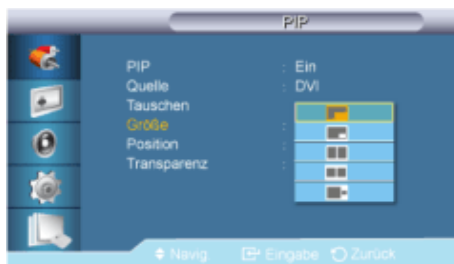 PIP
PIP : Ein
Quelle : DVI
Tauschen
Größe :
Position :
Transparenz :
Navig. Eingabe Zurück